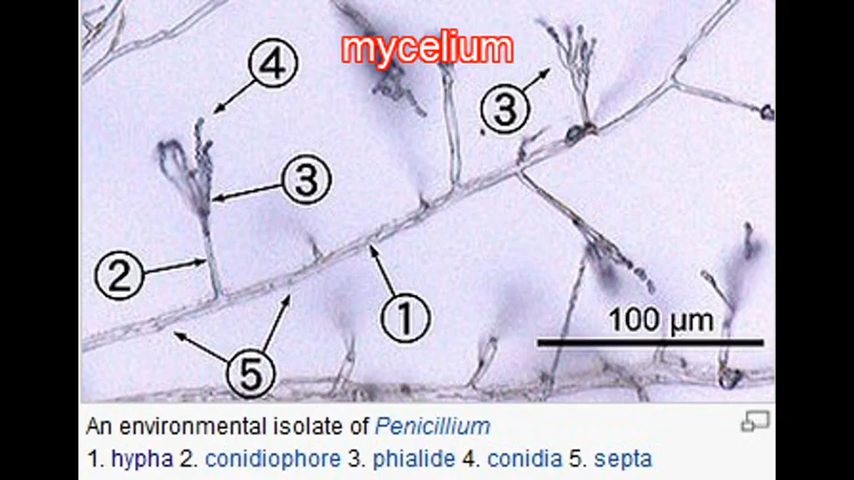 mycelium
4
3
3
2
1
100 µm
5
An environmental isolate of Penicillium
1. hypha 2. conidiophore 3. phialide 4. conidia 5. septa